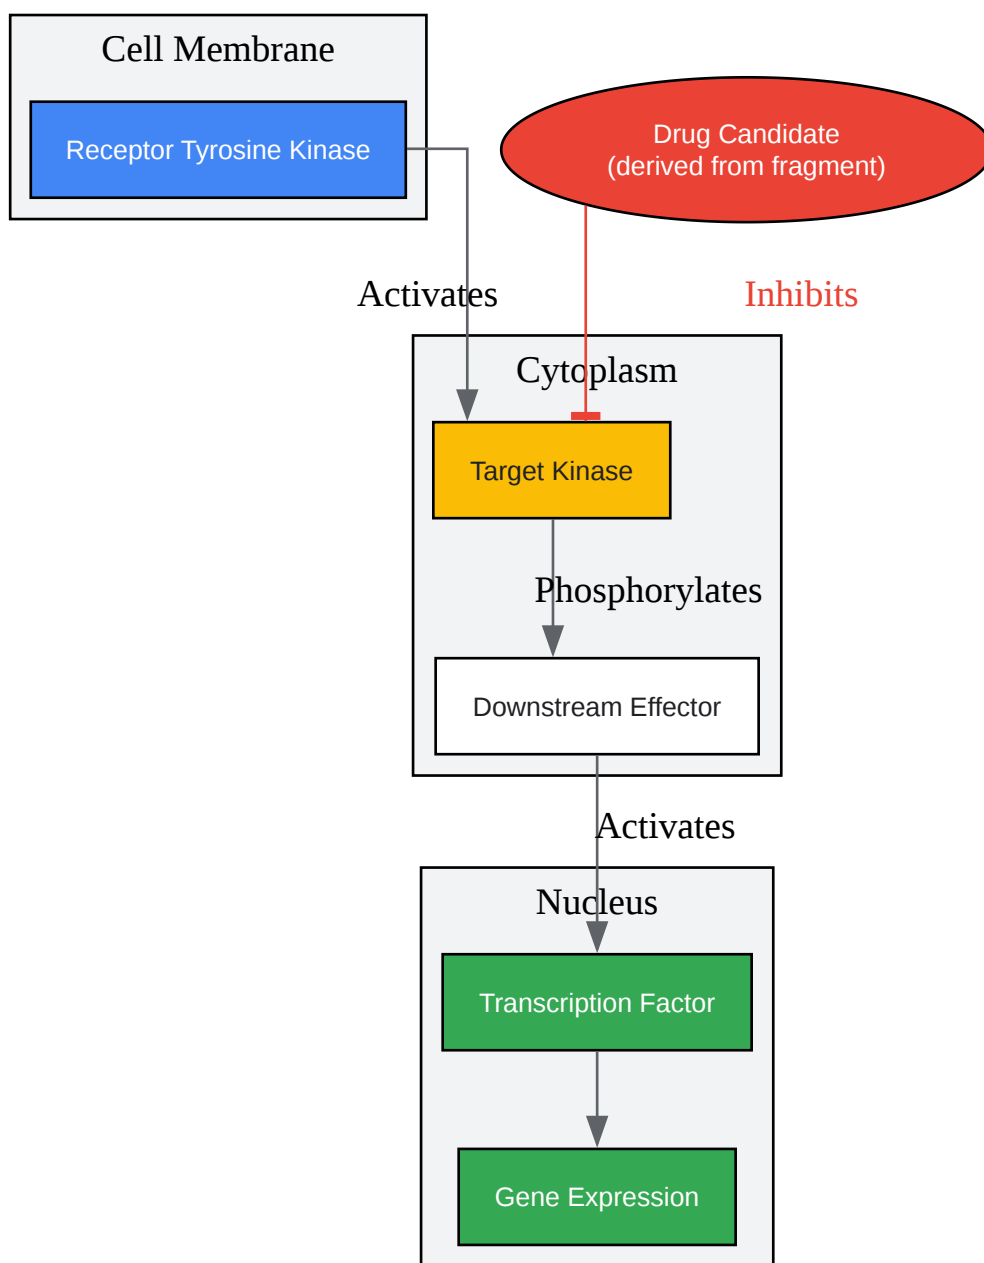 Cell Membrane
Receptor Tyrosine Kinase
Drug Candidate
(derived from fragment)
Activates
Inhibits
Cytoplasm
Target Kinase
Phosphorylates
Downstream Effector
Activates
Nucleus
Transcription Factor
Gene Expression